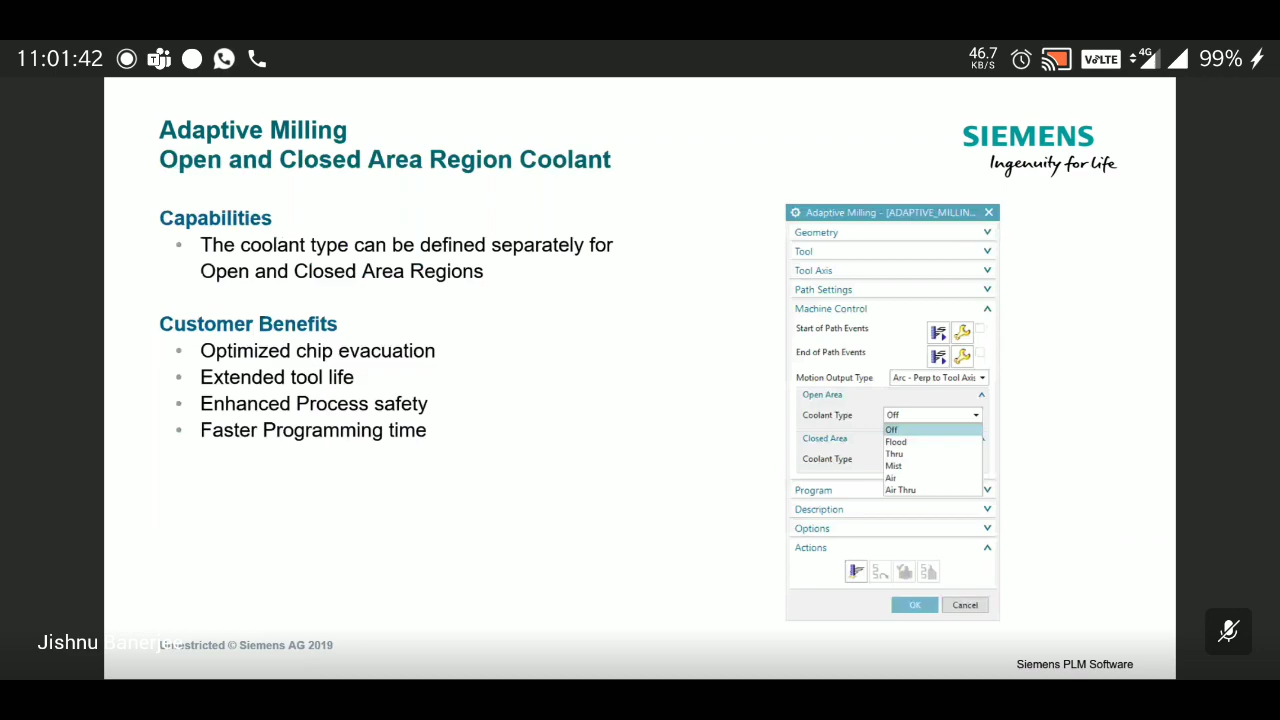 11:01:42
46.7
KB/S
VoLTE
4G
99%
Adaptive Milling
Open and Closed Area Region Coolant
SIEMENS
Ingenuity for life
Capabilities
• The coolant type can be defined separately for
Open and Closed Area Regions
Customer Benefits
• Optimized chip evacuation
• Extended tool life
• Enhanced Process safety
• Faster Programming time
Adaptive Milling - [ADAPTIVE_MILLIN...
Geometry
Tool
Tool Axis
Path Settings
Machine Control
Start of Path Events
End of Path Events
Motion Output Type Arc - Perp to Tool Axis
Open Area
Coolant Type Off
Off
Flood
Closed Area
Thru
Coolant Type
Mist
Air
Air Thru
Program
Description
Options
Actions
OK Cancel
Jishnu Banerjee
© Siemens AG 2019
Siemens PLM Software